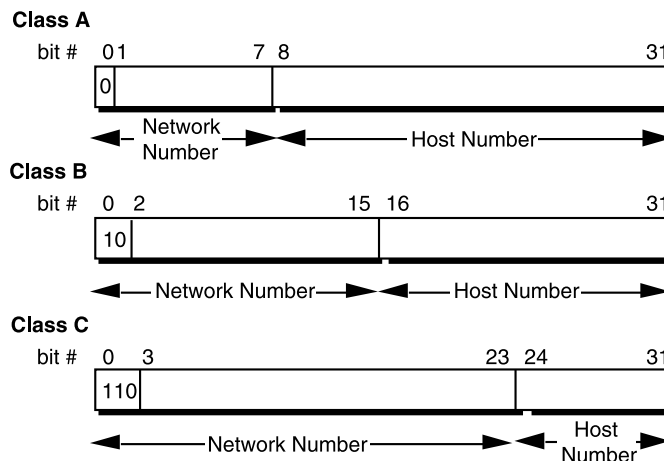 Class A
bit # 0 1 7 8 31
0
Network
Number
Host Number
Class B
bit # 0 2 15 16 31
10
Network Number Host Number
Class C
bit # 0 3 23 24 31
110
Network Number
Host
Number